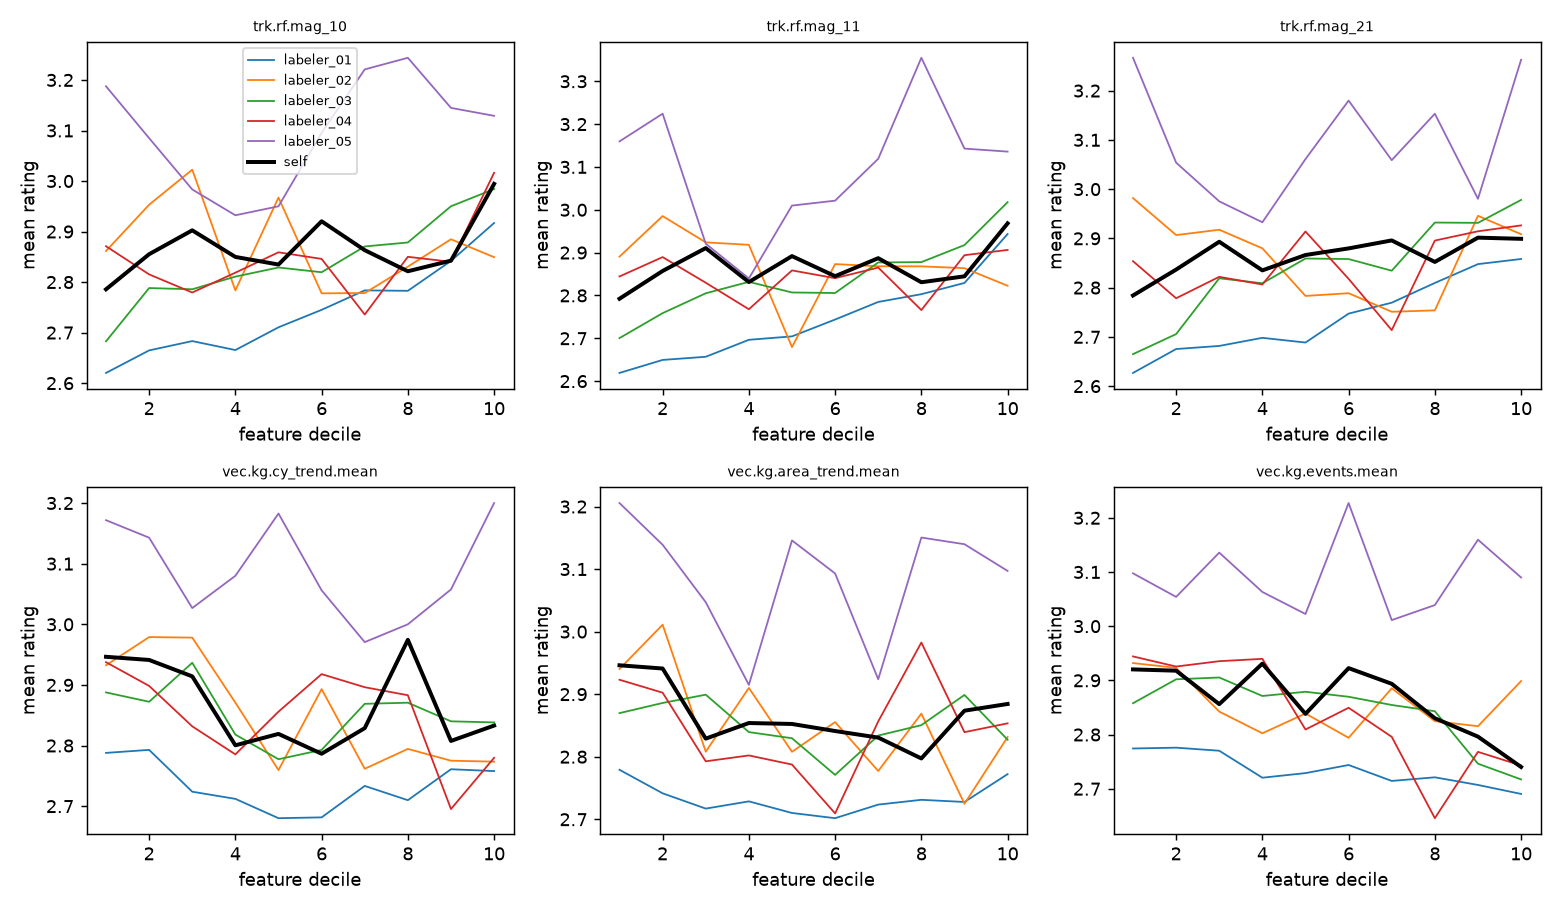 trk.rf.mag_10
labeler_01
labeler_02
labeler_03
labeler_04
labeler_05
self
mean rating
3.2
3.1
3.0
2.9
2.8
2.7
2.6
2 4 6 8 10
feature decile
trk.rf.mag_11
mean rating
3.3
3.2
3.1
3.0
2.9
2.8
2.7
2.6
2 4 6 8 10
feature decile
trk.rf.mag_21
mean rating
3.2
3.1
3.0
2.9
2.8
2.7
2.6
2 4 6 8 10
feature decile
vec.kg.cy_trend.mean
mean rating
3.2
3.1
3.0
2.9
2.8
2.7
2 4 6 8 10
feature decile
vec.kg.area_trend.mean
mean rating
3.2
3.1
3.0
2.9
2.8
2.7
2 4 6 8 10
feature decile
vec.kg.events.mean
mean rating
3.2
3.1
3.0
2.9
2.8
2.7
2 4 6 8 10
feature decile